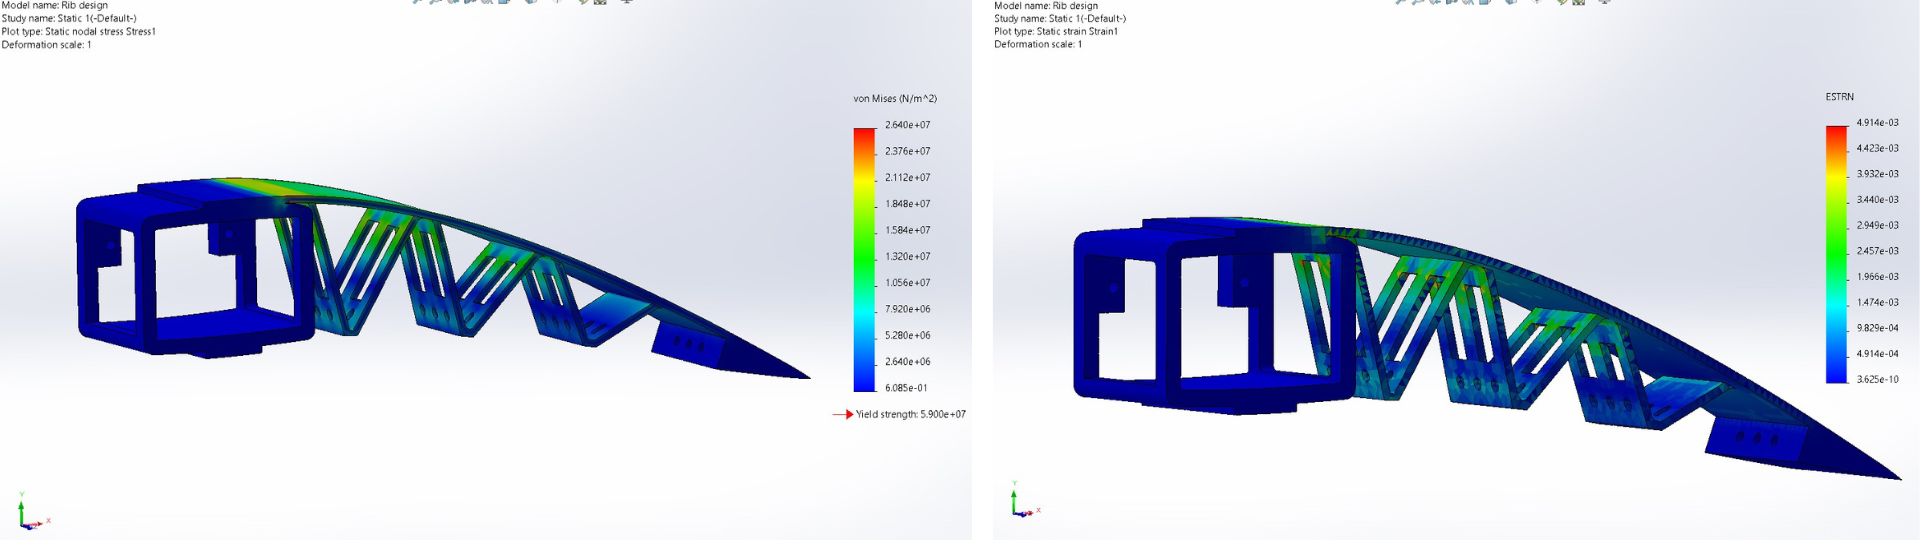 Model name: Rib design
Study name: Static 1(-Default-)
Plot type: Static nodal stress Stress1
Deformation scale: 1
von Mises (N/m^2)
2.640e+07
2.376e+07
2.112e+07
1.848e+07
1.584e+07
1.320e+07
1.056e+07
7.920e+06
5.280e+06
2.640e+06
6.085e-01
Yield strength: 5.900e+07
Y
X
Model name: Rib design
Study name: Static 1(-Default-)
Plot type: Static strain Strain1
Deformation scale: 1
ESTRN
4.914e-03
4.423e-03
3.932e-03
3.440e-03
2.949e-03
2.457e-03
1.966e-03
1.474e-03
9.829e-04
4.914e-04
3.625e-10
Y
X